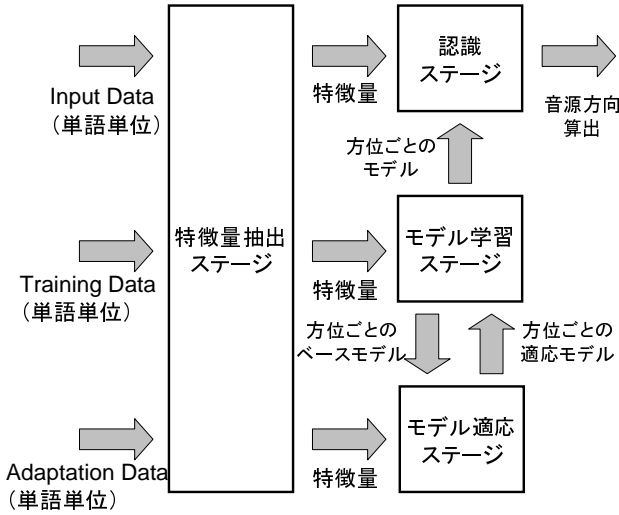 Input Data
（単語単位）
特徴量
認識
ステージ
音源方向
算出
方位ごとの
モデル
Training Data
（単語単位）
特徴量抽出
ステージ
特徴量
モデル学習
ステージ
方位ごとの
ベースモデル
方位ごとの
適応モデル
Adaptation Data
（単語単位）
特徴量
モデル適応
ステージ